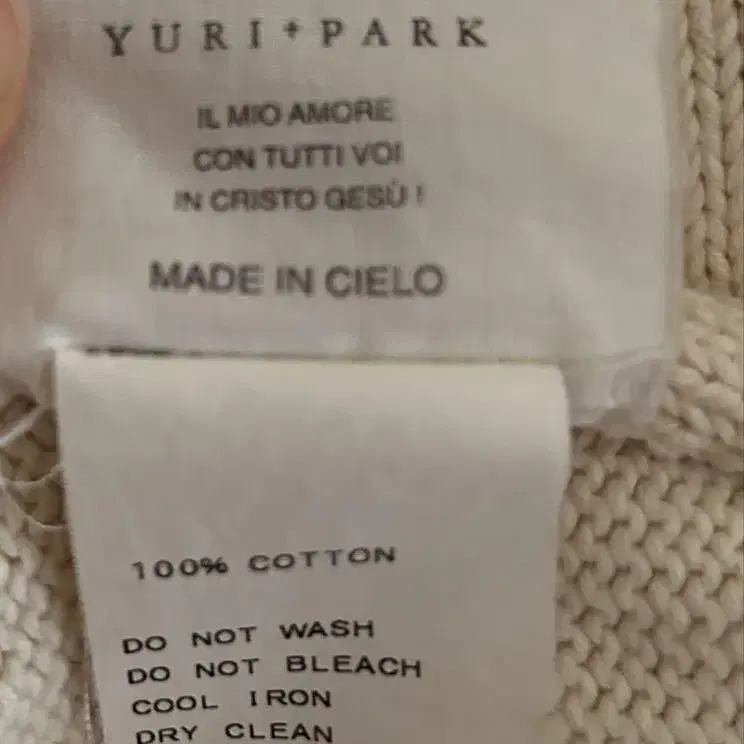 YURI+PARK
IL MIO AMORE
CON TUTTI VOI
IN CRISTO GESÙ !
MADE IN CIELO
100% COTTON
DO NOT WASH
DO NOT BLEACH
COOL IRON
DRY CLEAN